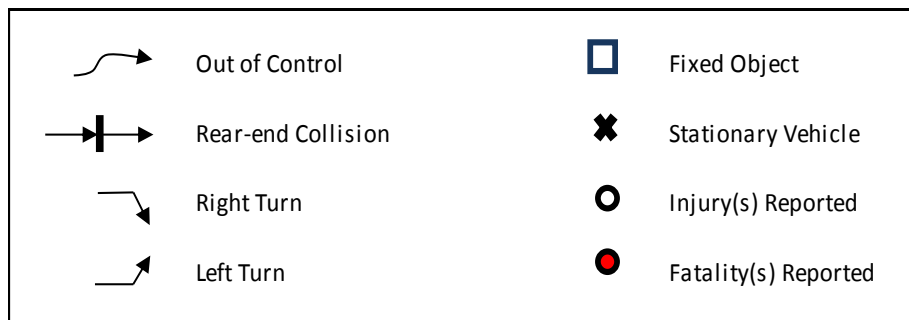 Out of Control
Fixed Object
Rear-end Collision
Stationary Vehicle
Right Turn
Injury(s) Reported
Left Turn
Fatality(s) Reported